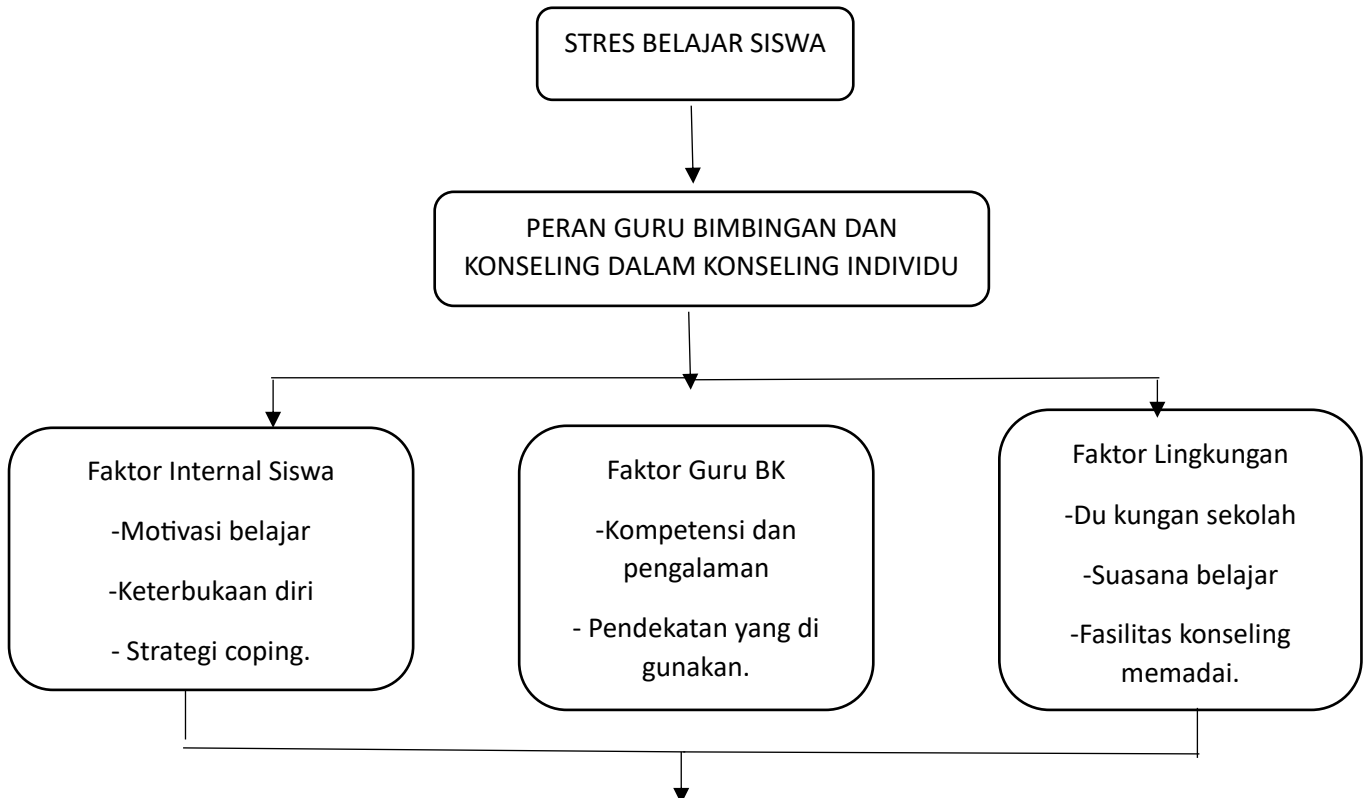 STRES BELAJAR SISWA
PERAN GURU BIMBINGAN DAN
KONSELING DALAM KONSELING INDIVIDU
Faktor Internal Siswa
-Motivasi belajar
-Keterbukaan diri
- Strategi coping.
Faktor Guru BK
-Kompetensi dan
pengalaman
- Pendekatan yang di
gunakan.
Faktor Lingkungan
-Du kungan sekolah
-Suasana belajar
-Fasilitas konseling
memadai.